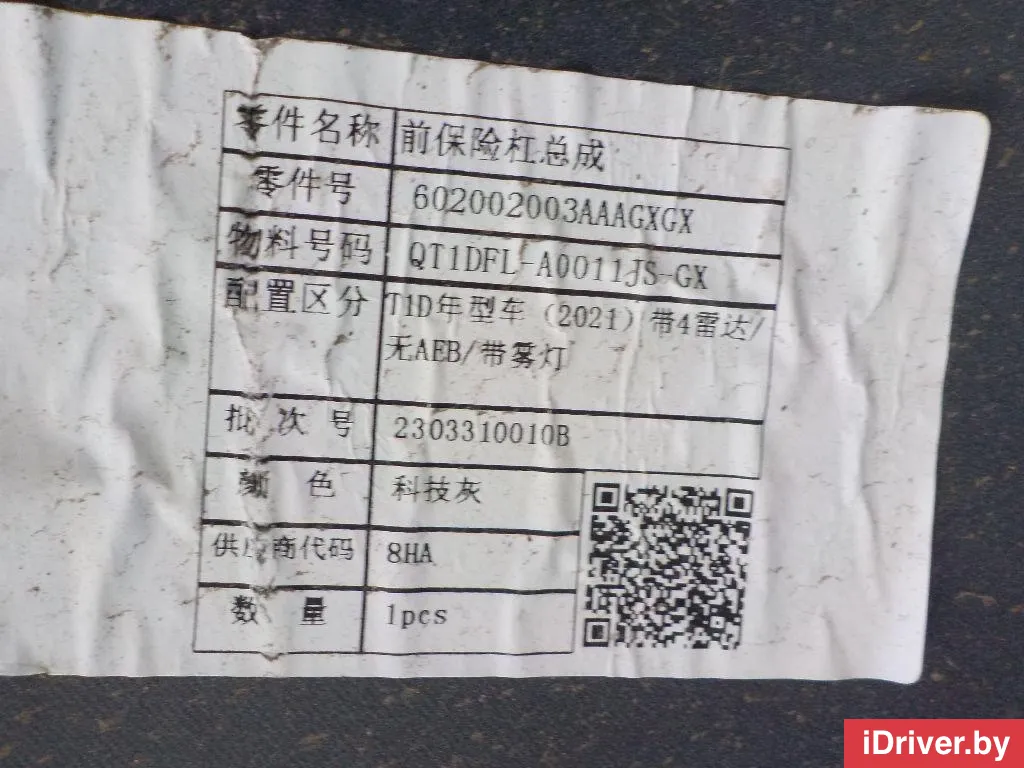 零件名称 前保险杠总成
零件号 602002003AAAGXGX
物料号码 QT1DFL-A0011JS-GX
配置区分 T1D年型车（2021）带4雷达/
无AEB/带雾灯
批次号 2303310010B
颜色 科技灰
供应商代码 8HA
数量 1pcs
iDriver.by